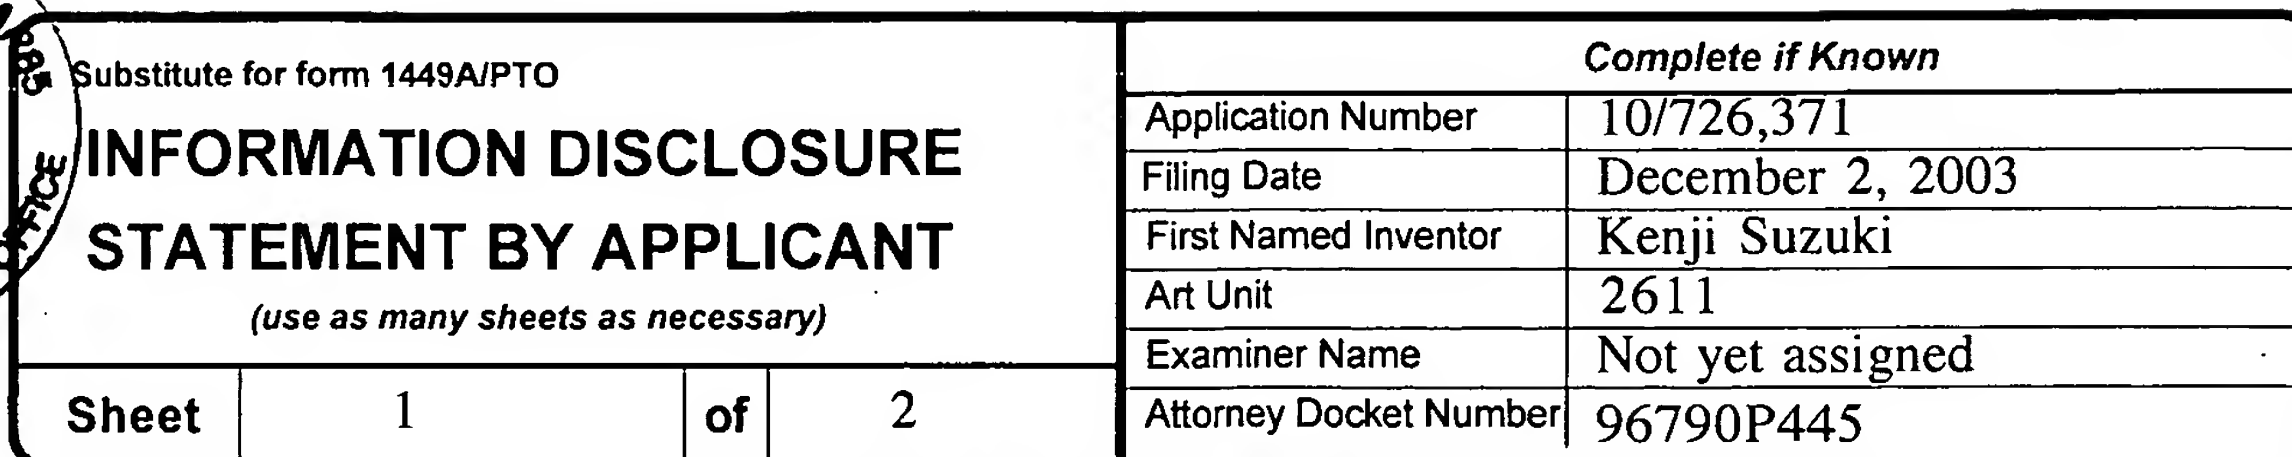 Substitute for form 1449A/PTO
INFORMATION DISCLOSURE
STATEMENT BY APPLICANT
(use as many sheets as necessary)
Sheet 1 of 2
Complete if Known
Application Number 10/726,371
Filing Date December 2, 2003
First Named Inventor Kenji Suzuki
Art Unit 2611
Examiner Name Not yet assigned
Attorney Docket Number 96790P445